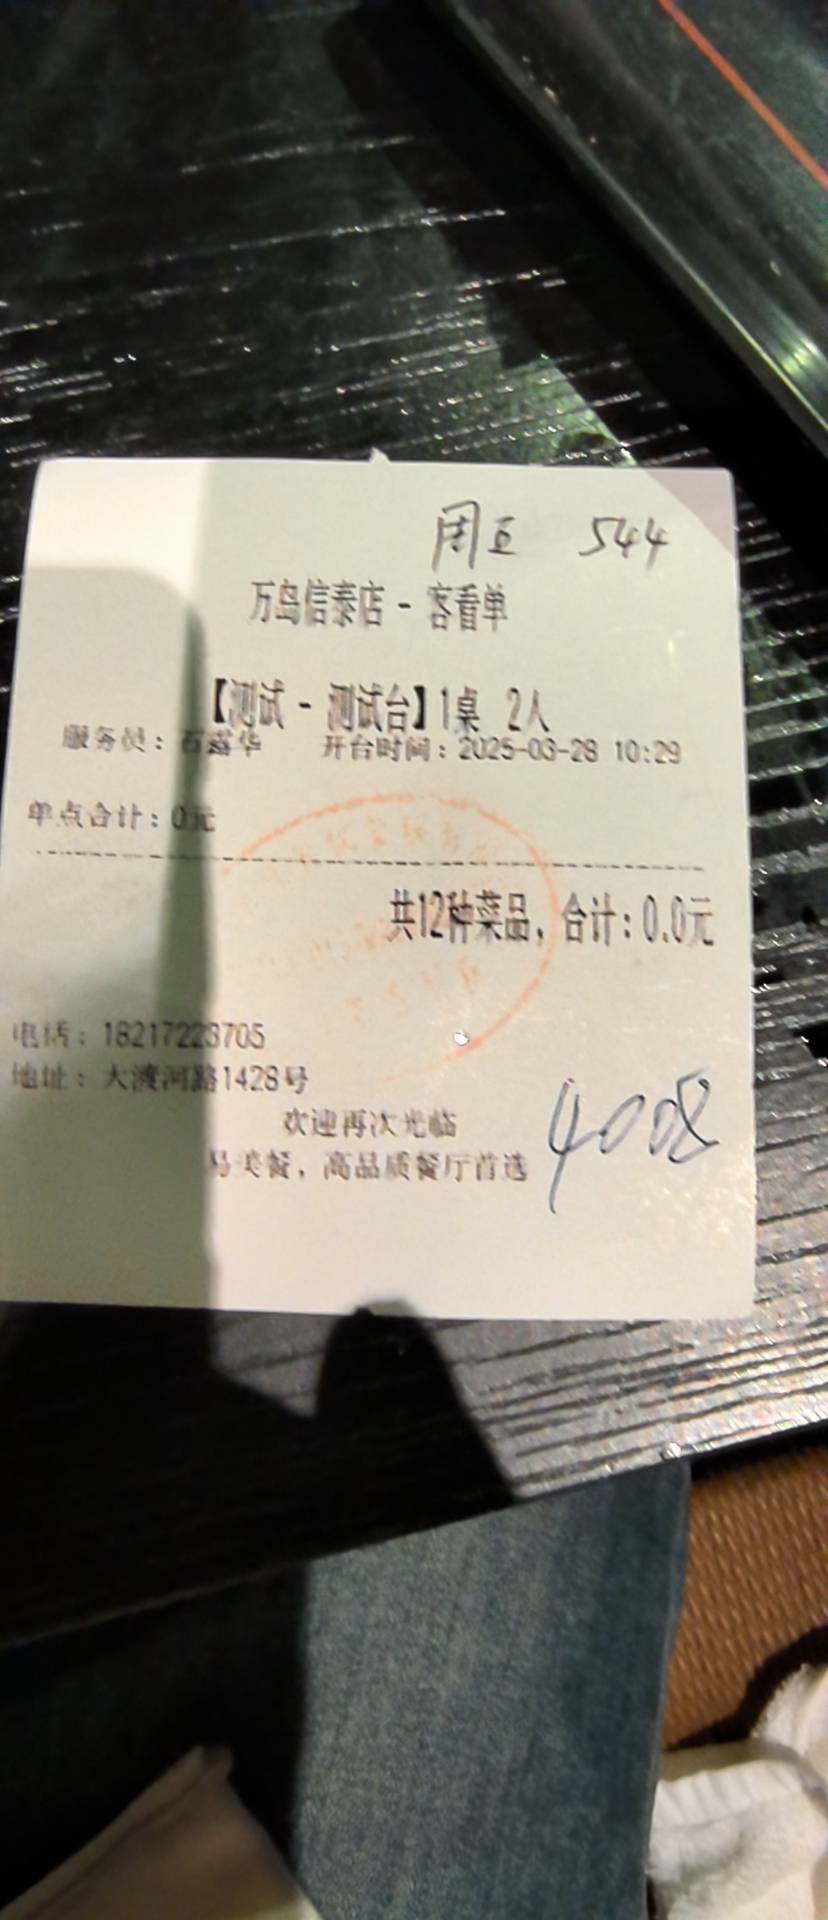 周五 544
万岛信泰店 - 客看单
【测试 - 测试台】1桌 2人
服务员：石露华 开台时间：2025-03-28 10:29
单点合计：0元
共12种菜品，合计：0.0元
电话：18217223705
地址：大渡河路1428号
欢迎再次光临
易美餐，高品质餐厅首选
4008